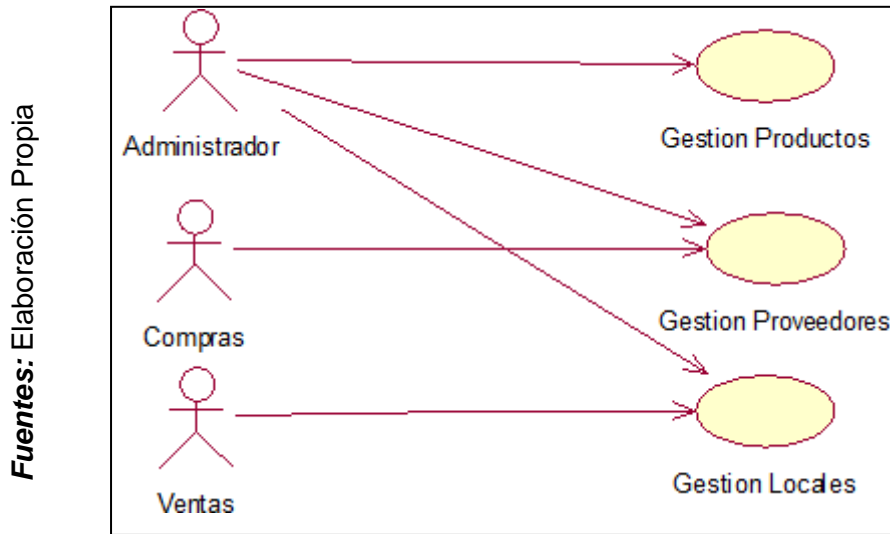 Fuentes: Elaboración Propia
Administrador
Gestion Productos
Compras
Gestion Proveedores
Ventas
Gestion Locales